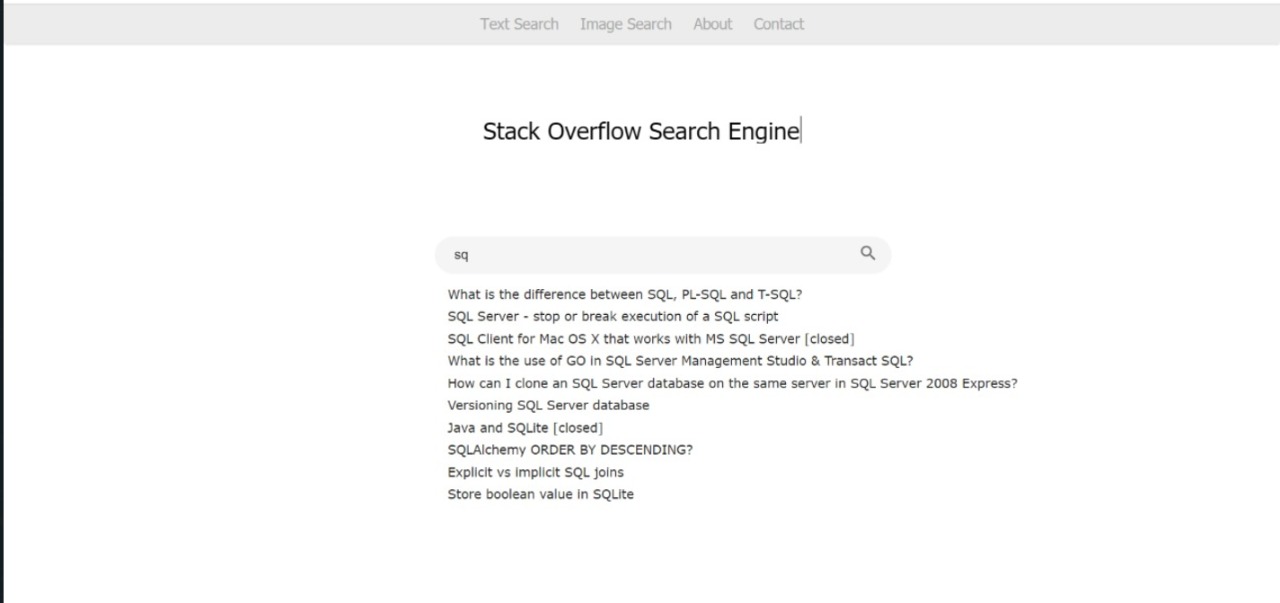 Text Search Image Search About Contact
Stack Overflow Search Engine
sq
What is the difference between SQL, PL-SQL and T-SQL?
SQL Server - stop or break execution of a SQL script
SQL Client for Mac OS X that works with MS SQL Server [closed]
What is the use of GO in SQL Server Management Studio & Transact SQL?
How can I clone an SQL Server database on the same server in SQL Server 2008 Express?
Versioning SQL Server database
Java and SQLite [closed]
SQLAlchemy ORDER BY DESCENDING?
Explicit vs implicit SQL joins
Store boolean value in SQLite